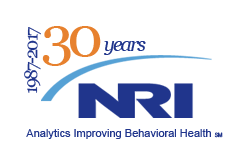 1987-2017
30 years
NRI
Analytics Improving Behavioral Health SM